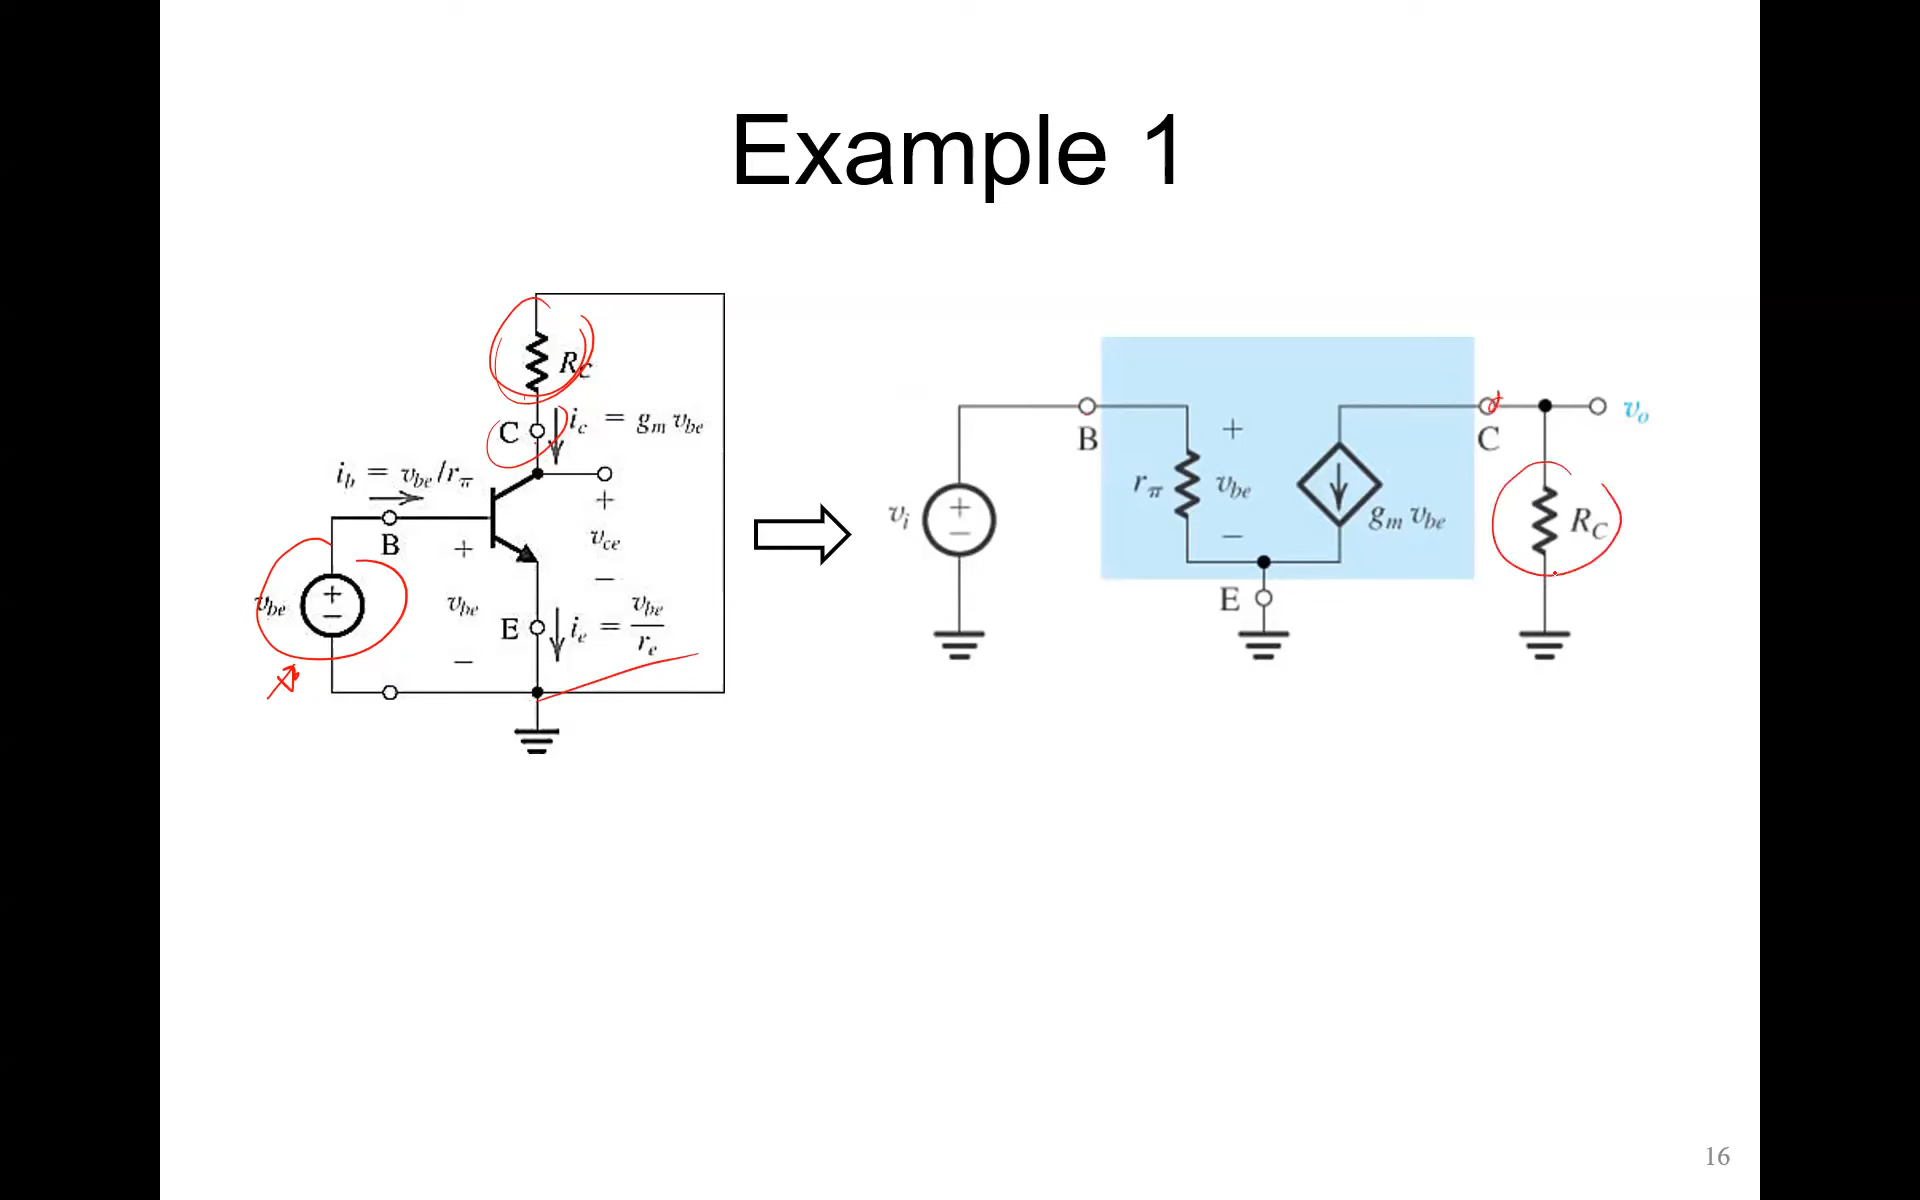 Example 1
R_C
C
i_c = g_m v_be
i_b = v_be/r_π
B
+
+
v_ce
−
v_be
+
−
v_be
−
E
i_e = v_be/r_e
B
r_π
+
v_be
−
g_m v_be
C
v_o
v_i
+
−
R_C
E
16